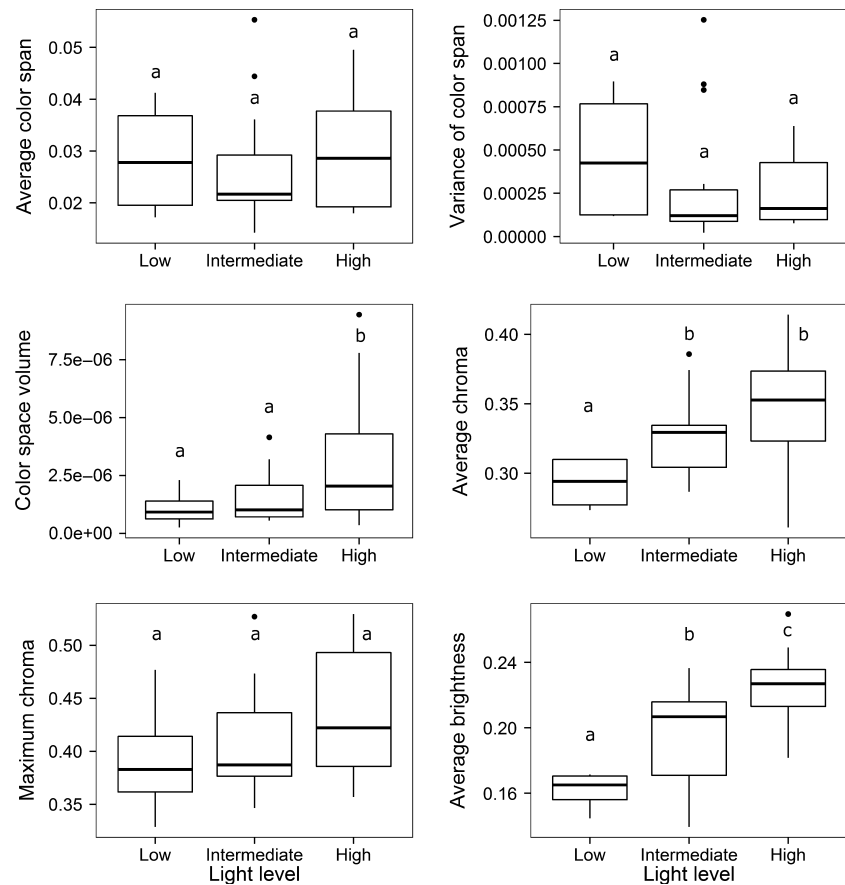 Average color span
0.05
0.04
0.03
0.02
a
a
a
Low
Intermediate
High
Variance of color span
0.00125
0.00100
0.00075
0.00050
0.00025
0.00000
a
a
a
Low
Intermediate
High
Color space volume
7.5e−06
5.0e−06
2.5e−06
0.0e+00
a
a
b
Low
Intermediate
High
Average chroma
0.40
0.35
0.30
a
b
b
Low
Intermediate
High
Maximum chroma
0.50
0.45
0.40
0.35
a
a
a
Low
Intermediate
High
Light level
Average brightness
0.24
0.20
0.16
a
b
c
Low
Intermediate
High
Light level